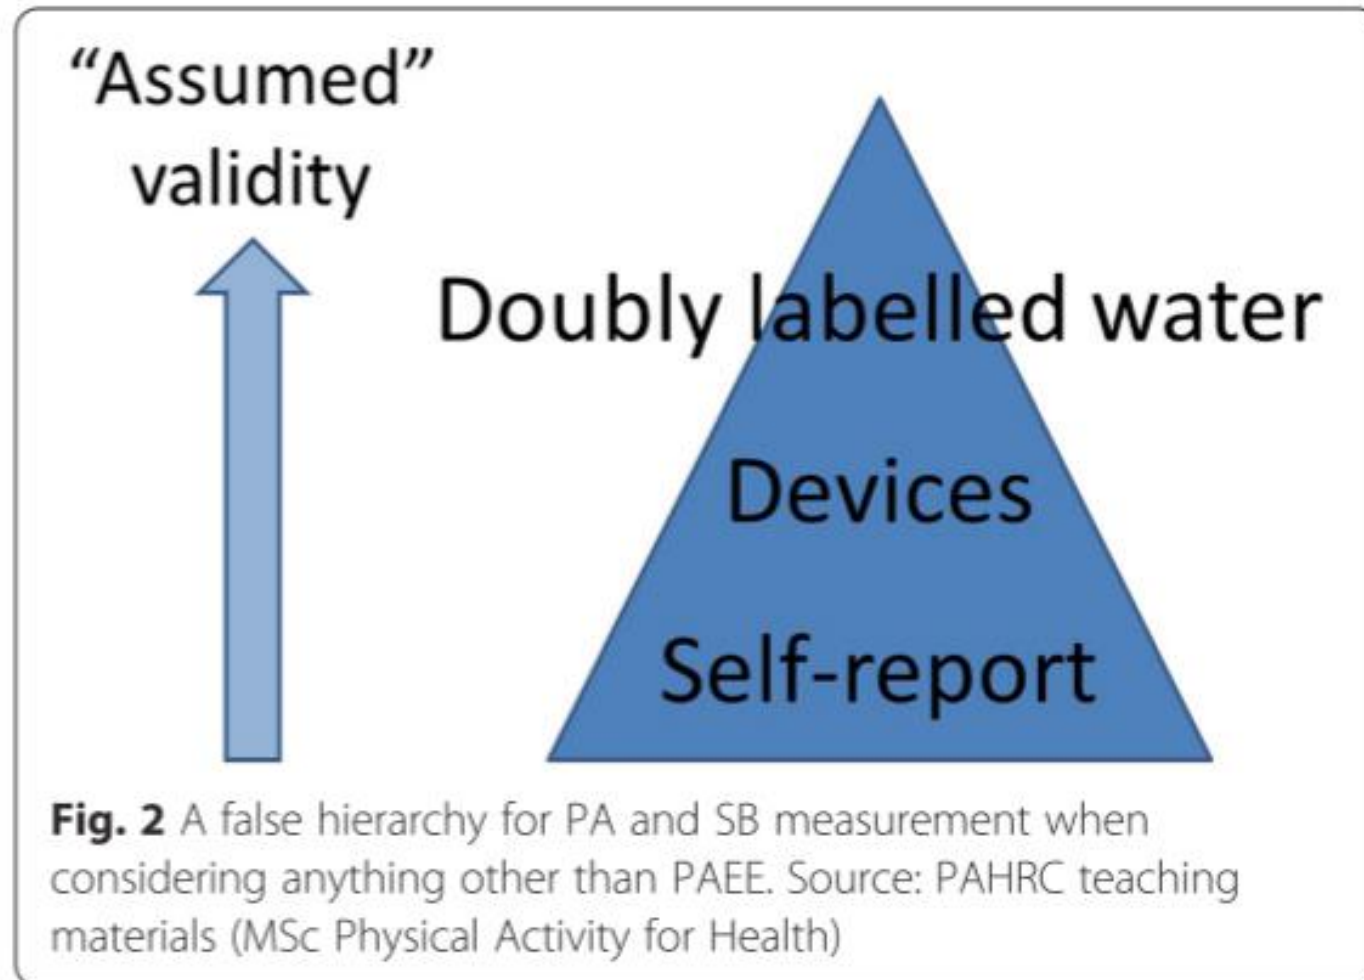 “Assumed”
validity
Doubly labelled water
Devices
Self-report
Fig. 2 A false hierarchy for PA and SB measurement when
considering anything other than PAEE. Source: PAHRC teaching
materials (MSc Physical Activity for Health)